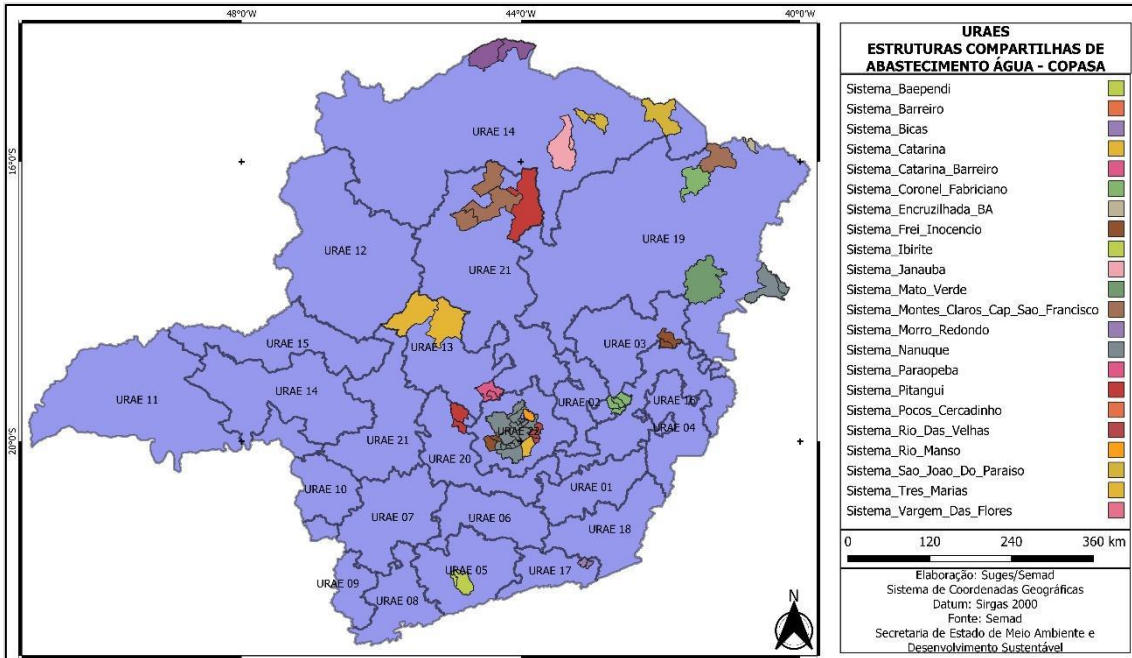 48°0'W 44°0'W 40°0'W
URAES
ESTRUTURAS COMPARTILHAS DE
ABASTECIMENTO ÁGUA - COPASA
Sistema_Baependi
Sistema_Barreiro
Sistema_Bicas
Sistema_Catarina
Sistema_Catarina_Barreiro
Sistema_Coronel_Fabriciano
Sistema_Encruzilhada_BA
Sistema_Frei_Inocencio
Sistema_Ibirite
Sistema_Janauba
Sistema_Mato_Verde
Sistema_Montes_Claros_Cap_Sao_Francisco
Sistema_Morro_Redondo
Sistema_Nanuque
Sistema_Paraopeba
Sistema_Pitangui
Sistema_Pocos_Cercadinho
Sistema_Rio_Das_Velhas
Sistema_Rio_Manso
Sistema_Sao_Joao_Do_Paraiso
Sistema_Tres_Marias
Sistema_Vargem_Das_Flores
0 120 240 360 km
Elaboração: Suges/Semad
Sistema de Coordenadas Geográficas
Datum: Sirgas 2000
Fonte: Semad
Secretaria de Estado de Meio Ambiente e
Desenvolvimento Sustentável
N
16°0'S
20°0'S
URAE 14
URAE 19
URAE 12
URAE 21
URAE 15
URAE 13
URAE 03
URAE 11
URAE 14
URAE 02
URAE 16
URAE 22
URAE 04
URAE 21
URAE 20
URAE 10
URAE 01
URAE 07
URAE 06
URAE 18
URAE 05
URAE 17
URAE 09
URAE 08